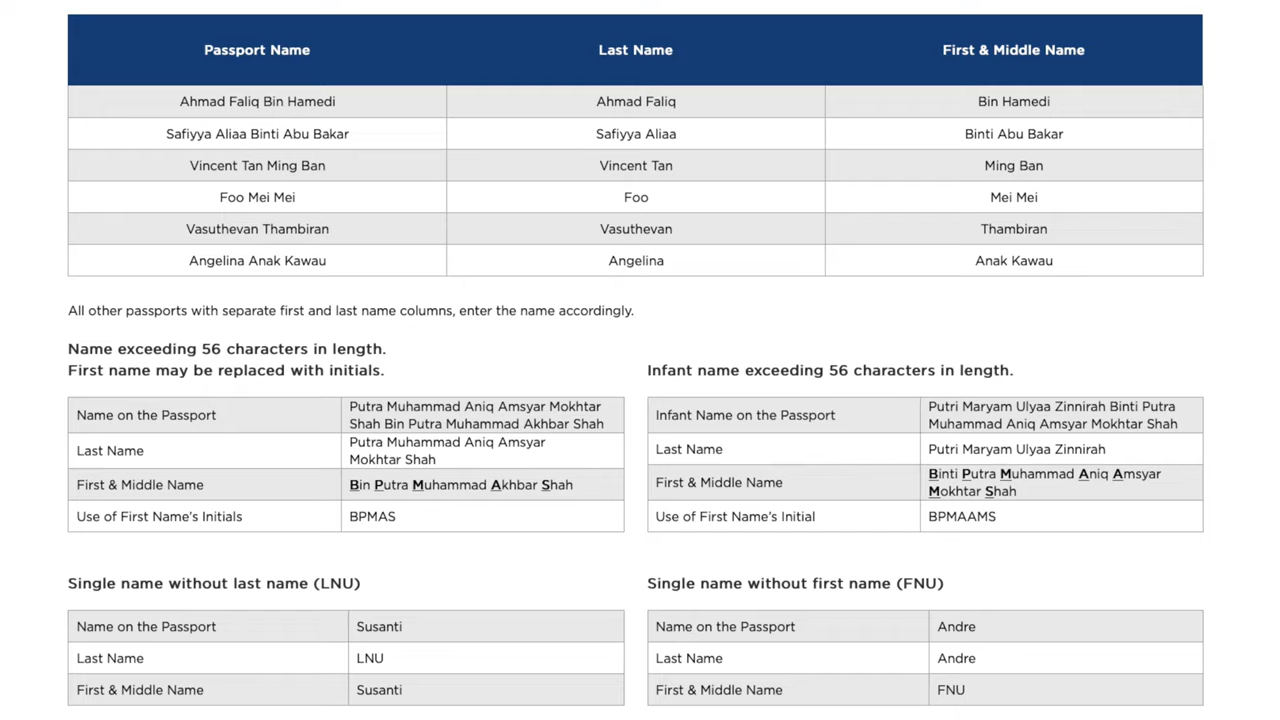 Passport Name Last Name First & Middle Name
Ahmad Faliq Bin Hamedi Ahmad Faliq Bin Hamedi
Safiyya Aliaa Binti Abu Bakar Safiyya Aliaa Binti Abu Bakar
Vincent Tan Ming Ban Vincent Tan Ming Ban
Foo Mei Mei Foo Mei Mei
Vasuthevan Thambiran Vasuthevan Thambiran
Angelina Anak Kawau Angelina Anak Kawau
All other passports with separate first and last name columns, enter the name accordingly.
Name exceeding 56 characters in length.
First name may be replaced with initials.
Name on the Passport
Putra Muhammad Aniq Amsyar Mokhtar
Shah Bin Putra Muhammad Akhbar Shah
Last Name
Putra Muhammad Aniq Amsyar
Mokhtar Shah
First & Middle Name Bin Putra Muhammad Akhbar Shah
Use of First Name's Initials BPMAS
Infant name exceeding 56 characters in length.
Infant Name on the Passport
Putri Maryam Ulyaa Zinnirah Binti Putra
Muhammad Aniq Amsyar Mokhtar Shah
Last Name Putri Maryam Ulyaa Zinnirah
First & Middle Name
Binti Putra Muhammad Aniq Amsyar
Mokhtar Shah
Use of First Name's Initial BPMAAMS
Single name without last name (LNU)
Name on the Passport Susanti
Last Name LNU
First & Middle Name Susanti
Single name without first name (FNU)
Name on the Passport Andre
Last Name Andre
First & Middle Name FNU